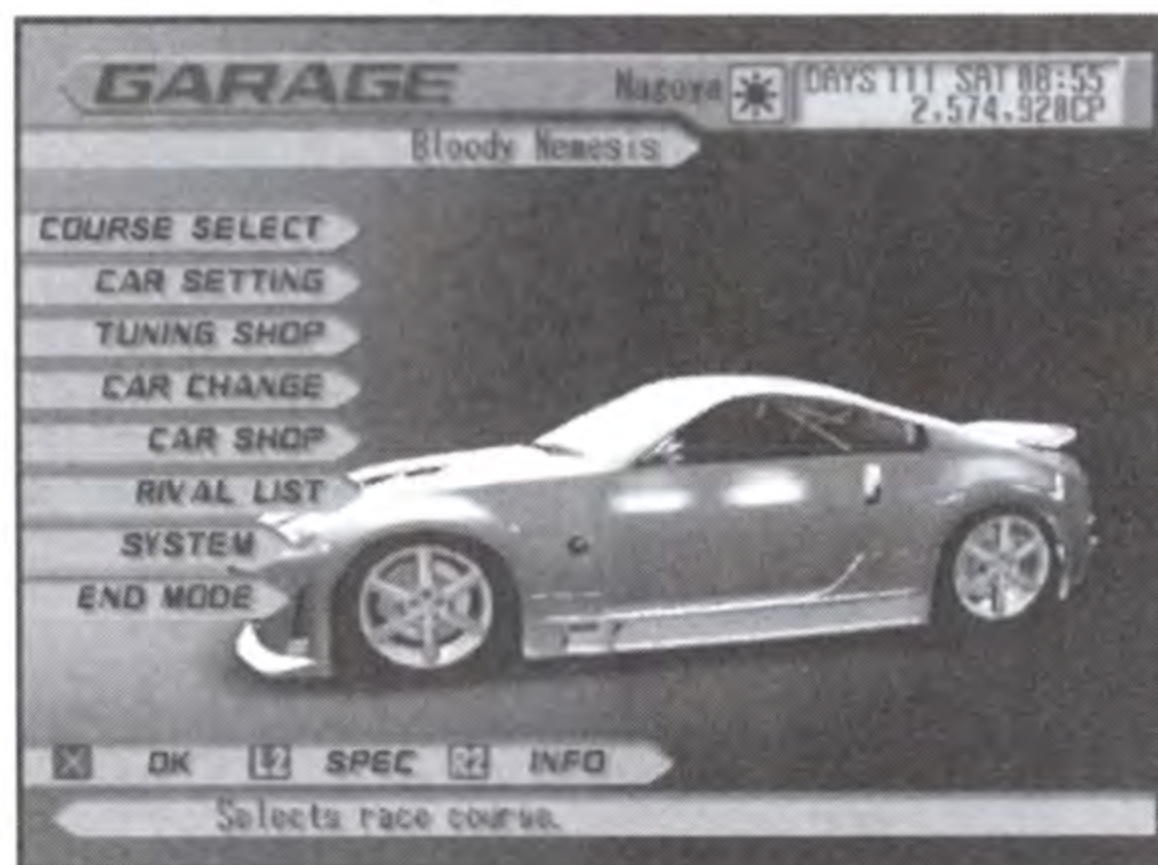 GARAGE
Nagoya
DAYS 111 SAT 08:55
2,574,928CP
Bloody Nemesis
COURSE SELECT
CAR SETTING
TUNING SHOP
CAR CHANGE
CAR SHOP
RIVAL LIST
SYSTEM
END MODE
X OK L2 SPEC R2 INFO
Selects race course.